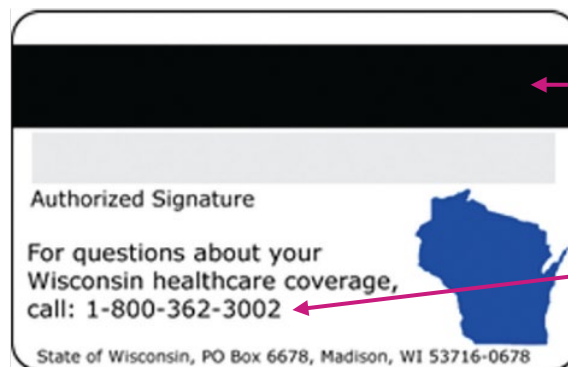 Authorized Signature
For questions about your
Wisconsin healthcare coverage,
call: 1-800-362-3002
State of Wisconsin, PO Box 6678, Madison, WI 53716-0678